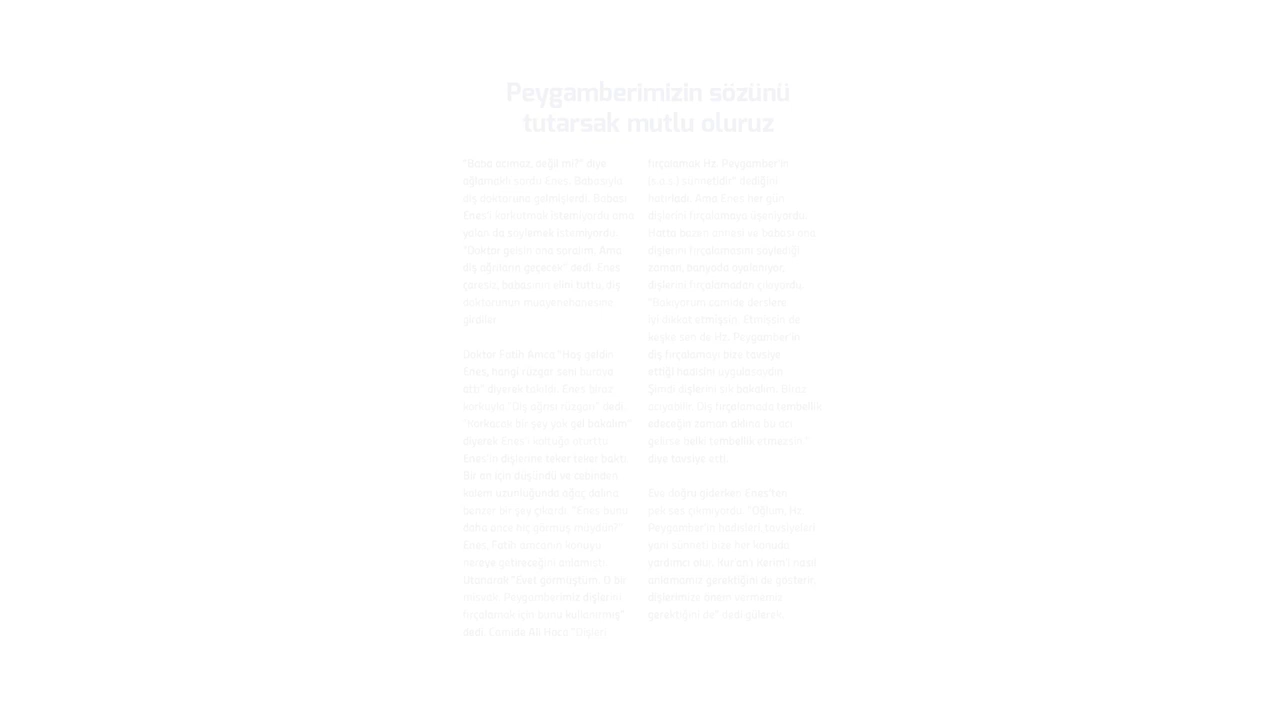 Peygamberimizin sözünü
tutarsak mutlu oluruz
"Baba acımaz, değil mi?" diye
ağlamaklı sordu Enes. Babasıyla
diş doktoruna gelmişlerdi. Babası
Enes'i korkutmak istemiyordu ama
yalan da söylemek istemiyordu.
"Doktor gelsin ona soralım. Ama
diş ağrıların geçecek" dedi. Enes
çaresiz, babasının elini tuttu, diş
doktorunun muayenehanesine
girdiler.
Doktor Fatih Amca "Hoş geldin
Enes, hangi rüzgar seni buraya
attı" diyerek takıldı. Enes biraz
korkuyla "Diş ağrısı rüzgarı" dedi.
"Korkacak bir şey yok gel bakalım"
diyerek Enes'i koltuğa oturttu.
Enes'in dişlerine teker teker baktı.
Bir an için düşündü ve cebinden
kalem uzunluğunda ağaç dalına
benzer bir şey çıkardı. "Enes bunu
daha önce hiç görmüş müydün?"
Enes, Fatih amcanın konuyu
nereye getireceğini anlamıştı.
Utanarak "Evet görmüştüm. O bir
misvak. Peygamberimiz dişlerini
fırçalamak için bunu kullanırmış"
dedi. Camide Ali Hoca "Dişleri
fırçalamak Hz. Peygamber'in
(s.a.s.) sünnetidir" dediğini
hatırladı. Ama Enes her gün
dişlerini fırçalamaya üşeniyordu.
Hatta bazen annesi ve babası ona
dişlerini fırçalamasını söylediği
zaman, banyoda oyalanıyor,
dişlerini fırçalamadan çıkıyordu.
"Bakıyorum camide derslere
iyi dikkat etmişsin. Etmişsin de
keşke sen de Hz. Peygamber'in
diş fırçalamayı bize tavsiye
ettiği hadisini uygulasaydın.
Şimdi dişlerini sık bakalım. Biraz
acıyabilir. Diş fırçalamada tembellik
edeceğin zaman aklına bu acı
gelirse belki tembellik etmezsin."
diye tavsiye etti.
Eve doğru giderken Enes'ten
pek ses çıkmıyordu. "Oğlum, Hz.
Peygamber'in hadisleri, tavsiyeleri
yani sünneti bize her konuda
yardımcı olur. Kur'an'ı Kerim'i nasıl
anlamamız gerektiğini de gösterir,
dişlerimize önem vermemiz
gerektiğini de" dedi gülerek.